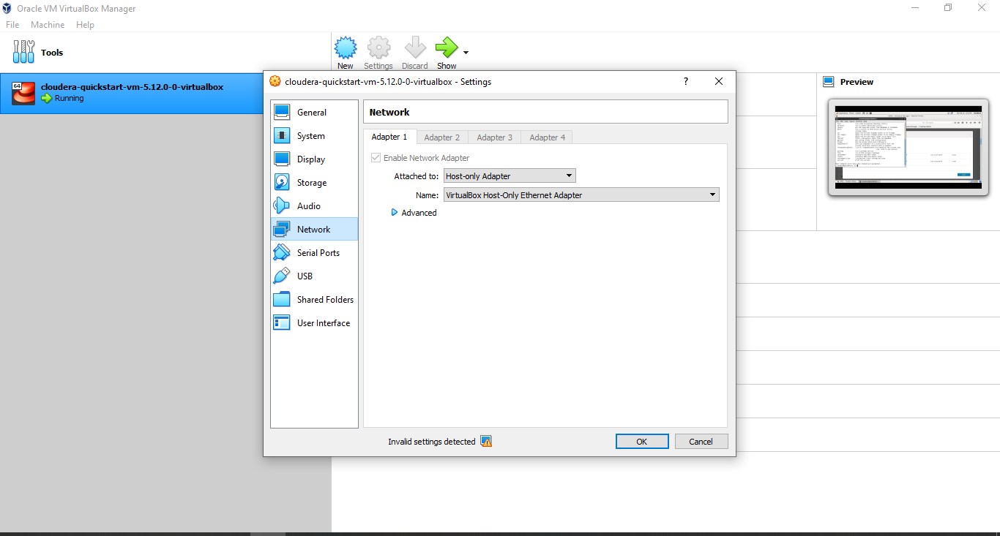 Oracle VM VirtualBox Manager
File Machine Help
Tools
New Settings Discard Show
64
cloudera-quickstart-vm-5.12.0-0-virtualbox
Running
Preview
cloudera-quickstart-vm-5.12.0-0-virtualbox - Settings
?
General
System
Display
Storage
Audio
Network
Serial Ports
USB
Shared Folders
User Interface
Network
Adapter 1 Adapter 2 Adapter 3 Adapter 4
Enable Network Adapter
Attached to: Host-only Adapter
Name: VirtualBox Host-Only Ethernet Adapter
Advanced
Invalid settings detected
OK Cancel